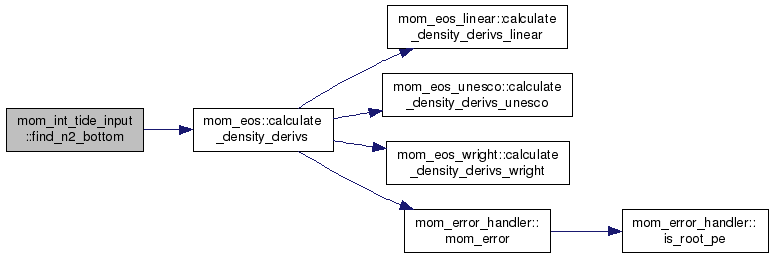 mom_int_tide_input
::find_n2_bottom
mom_eos::calculate
_density_derivs
mom_eos_linear::calculate
_density_derivs_linear
mom_eos_unesco::calculate
_density_derivs_unesco
mom_eos_wright::calculate
_density_derivs_wright
mom_error_handler::
mom_error
mom_error_handler::
is_root_pe